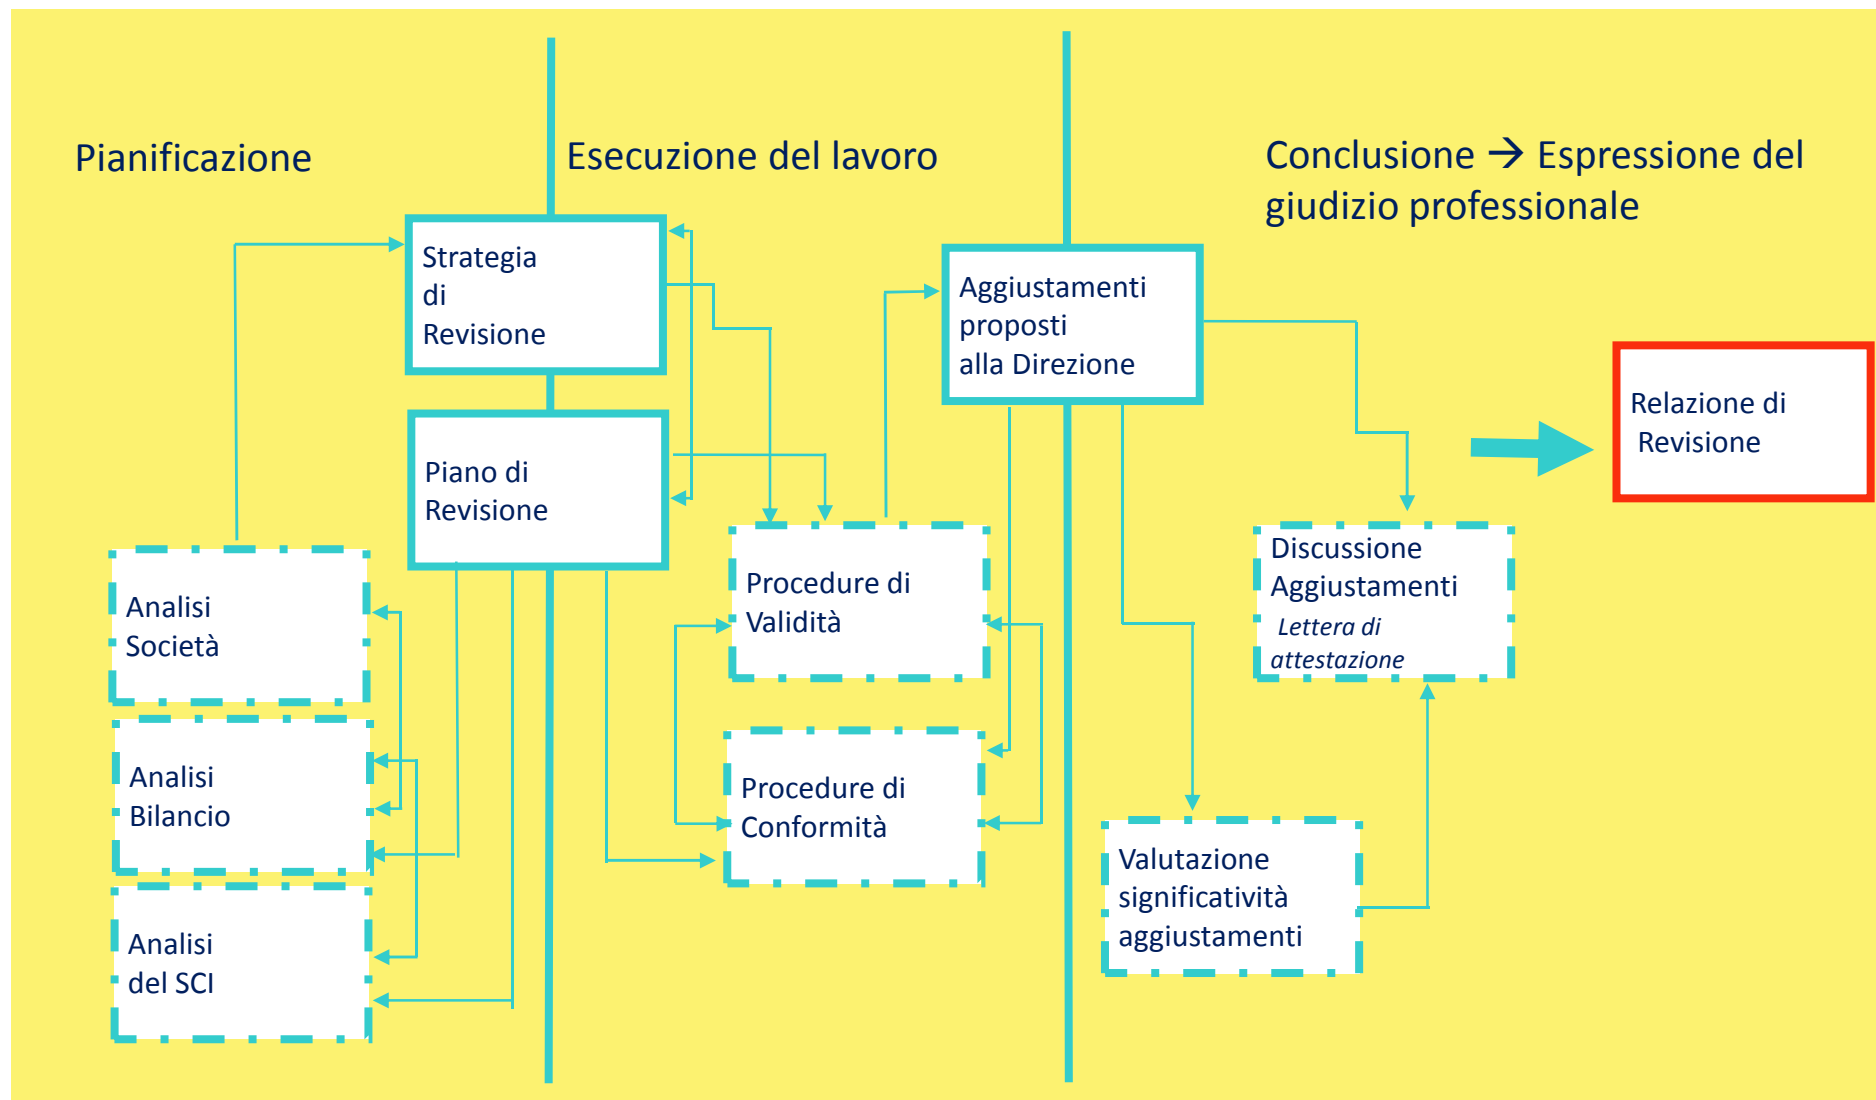 Pianificazione
Esecuzione del lavoro
Conclusione → Espressione del
giudizio professionale
Strategia
di
Revisione
Piano di
Revisione
Analisi
Società
Analisi
Bilancio
Analisi
del SCI
Procedure di
Validità
Procedure di
Conformità
Aggiustamenti
proposti
alla Direzione
Discussione
Aggiustamenti
Lettera di
attestazione
Valutazione
significatività
aggiustamenti
Relazione di
Revisione